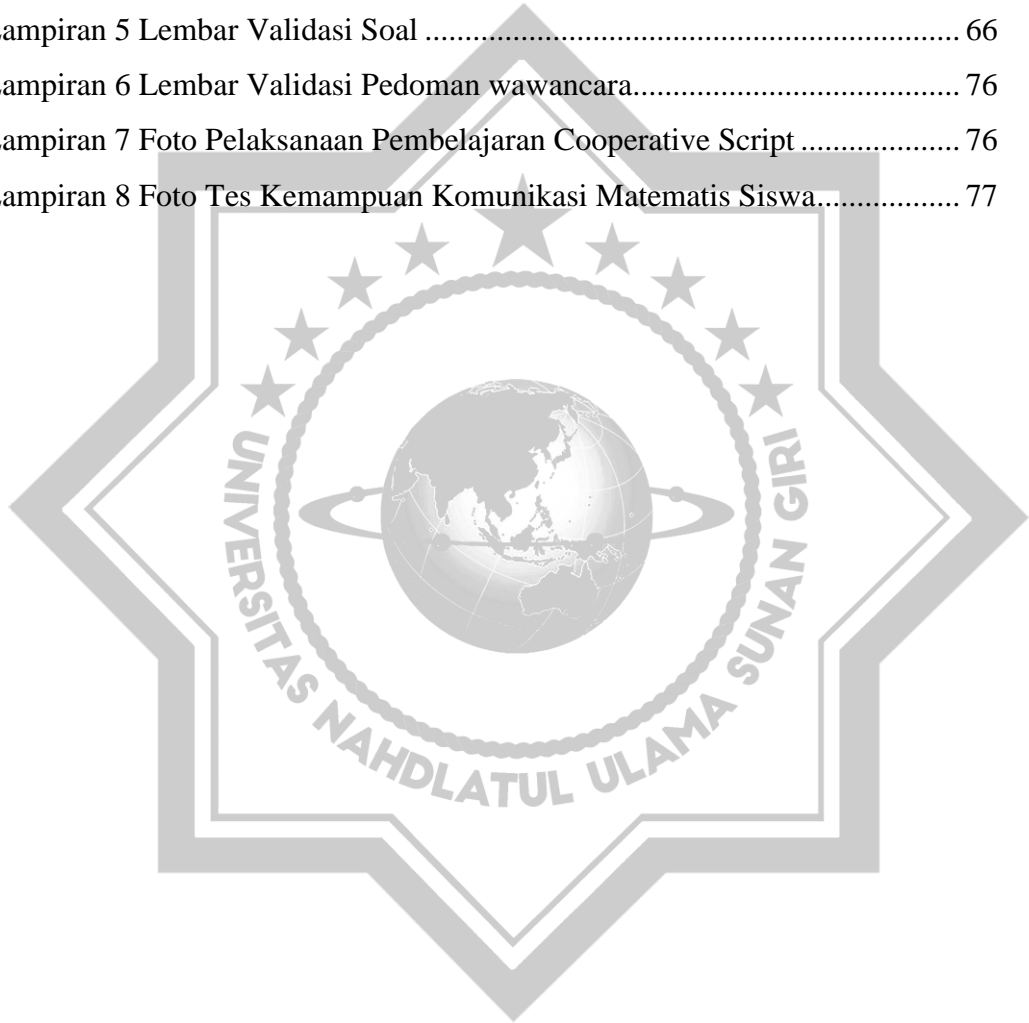 ampiran 5 Lembar Validasi Soal .................................................................... 66
ampiran 6 Lembar Validasi Pedoman wawancara......................................... 76
ampiran 7 Foto Pelaksanaan Pembelajaran Cooperative Script .................... 76
ampiran 8 Foto Tes Kemampuan Komunikasi Matematis Siswa.................. 77
UNIVERSITAS NAHDLATUL ULAMA SUNAN GIRI